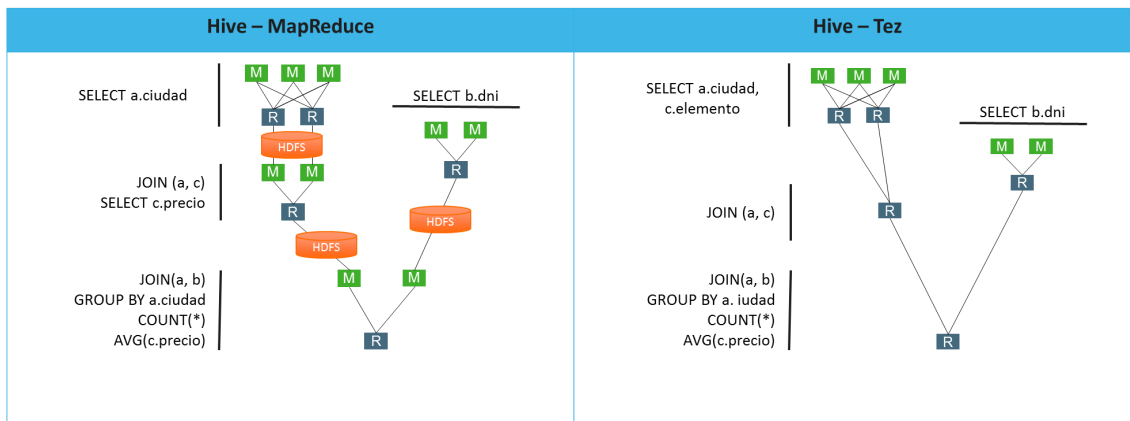 Hive – MapReduce
SELECT a.ciudad
M M M
R R
HDFS
M M
JOIN (a, c)
SELECT c.precio
R
HDFS
SELECT b.dni
M M
R
HDFS
JOIN(a, b)
GROUP BY a.ciudad
COUNT(*)
AVG(c.precio)
M M
R
Hive – Tez
SELECT a.ciudad,
c.elemento
M M M
R R
SELECT b.dni
M M
R
JOIN (a, c)
R
JOIN(a, b)
GROUP BY a. iudad
COUNT(*)
AVG(c.precio)
R